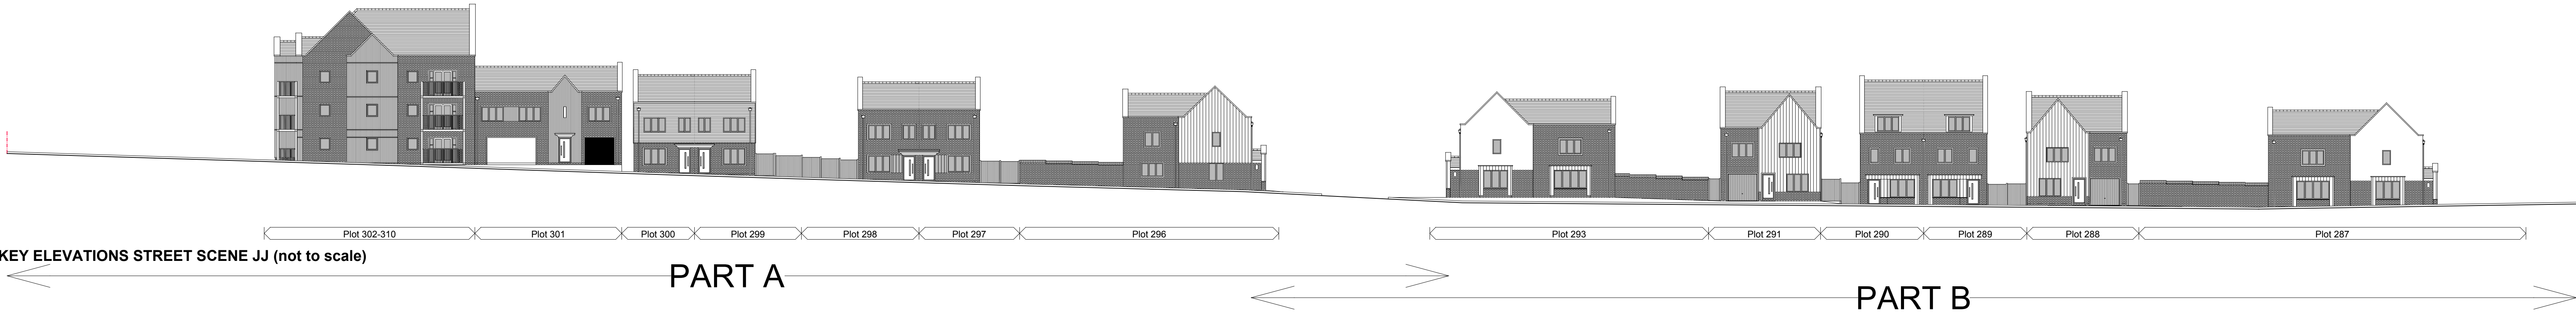 Plot 302-310 Plot 301 Plot 300 Plot 299 Plot 298 Plot 297 Plot 296 Plot 293 Plot 291 Plot 290 Plot 289 Plot 288 Plot 287
KEY ELEVATIONS STREET SCENE JJ (not to scale)
PART A
PART B